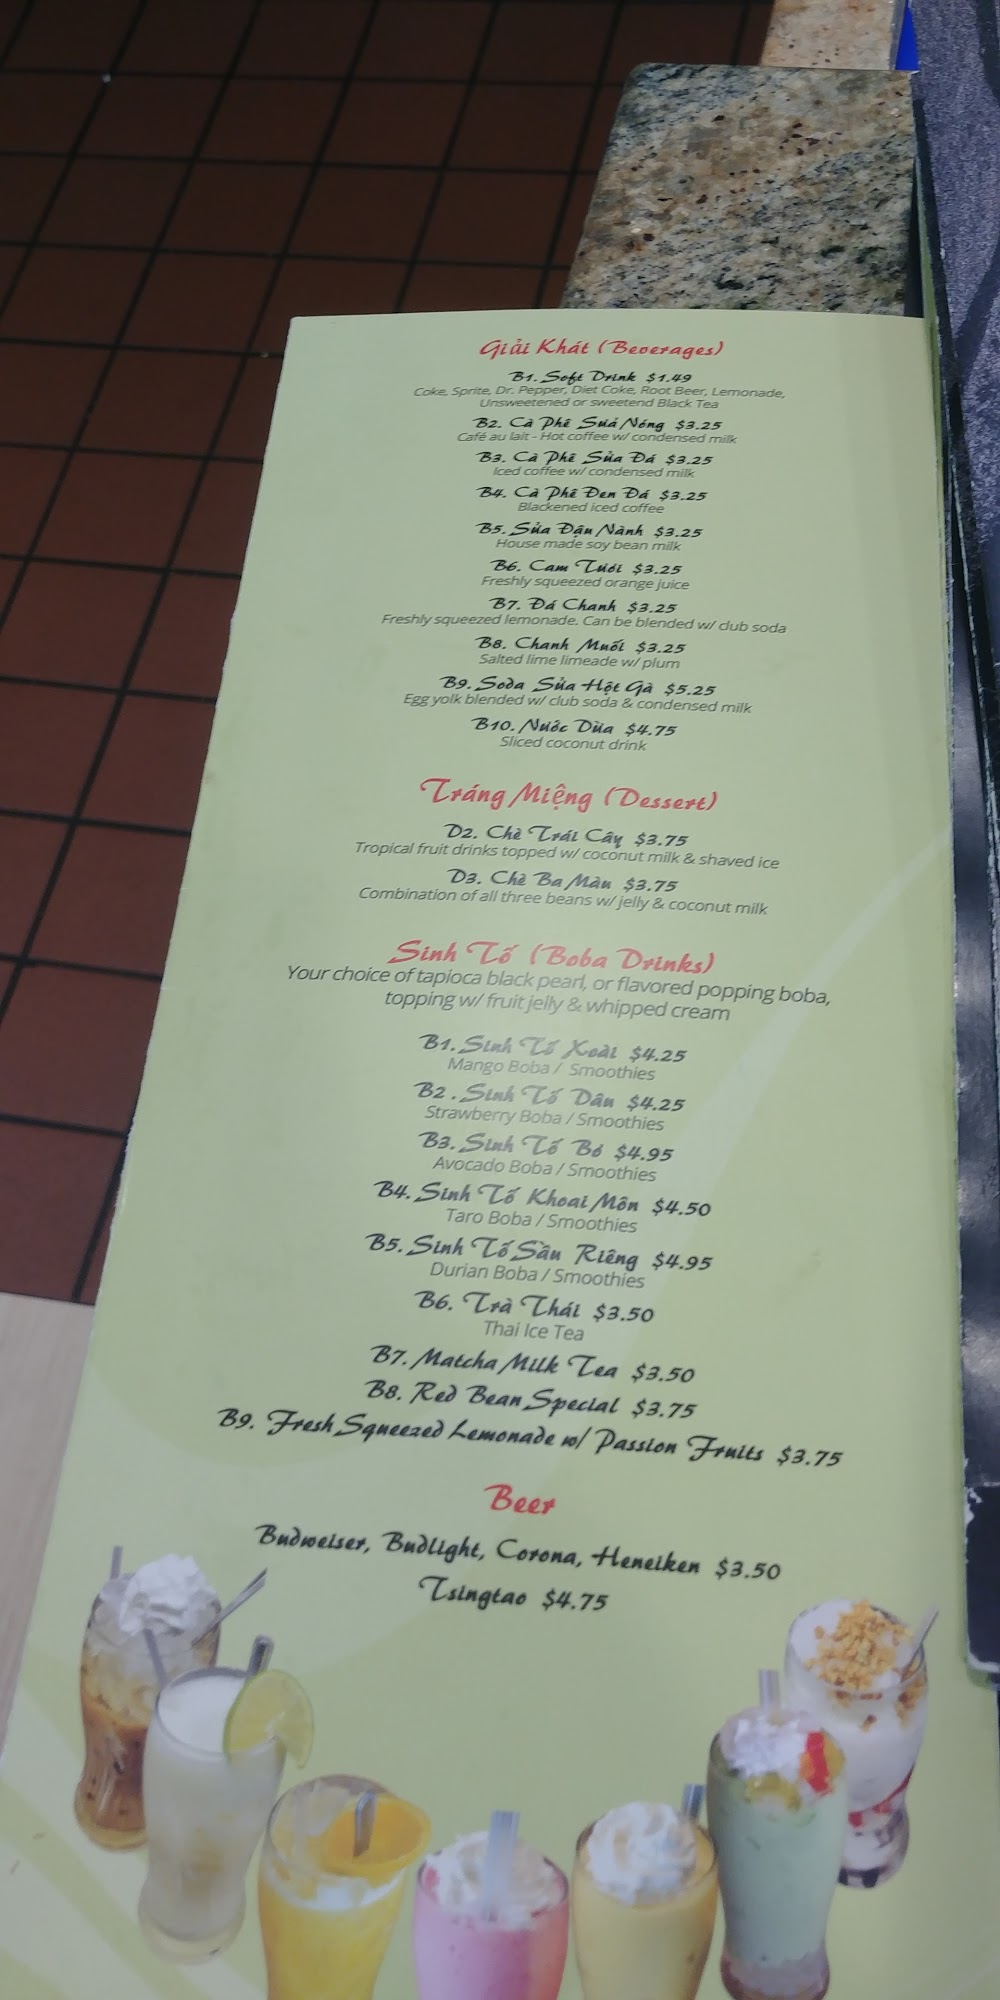 Giải Khát (Beverages)
B1. Soft Drink $1.49
Coke, Sprite, Dr. Pepper, Diet Coke, Root Beer, Lemonade,
Unsweetened or sweetend Black Tea
B2. Cà Phê Sửa Nóng $3.25
Café au lait - Hot coffee w/ condensed milk
B3. Cà Phê Sửa Đá $3.25
Iced coffee w/ condensed milk
B4. Cà Phê Đen Đá $3.25
Blackened iced coffee
B5. Sửa Đậu Nành $3.25
House made soy bean milk
B6. Cam Tươi $3.25
Freshly squeezed orange juice
B7. Đá Chanh $3.25
Freshly squeezed lemonade. Can be blended w/ club soda
B8. Chanh Muối $3.25
Salted lime limeade w/ plum
B9. Soda Sửa Hột Gà $5.25
Egg yolk blended w/ club soda & condensed milk
B10. Nước Dừa $4.75
Sliced coconut drink
Tráng Miệng (Dessert)
D2. Chè Trái Cây $3.75
Tropical fruit drinks topped w/ coconut milk & shaved ice
D3. Chè Ba Màu $3.75
Combination of all three beans w/ jelly & coconut milk
Sinh Tố (Boba Drinks)
Your choice of tapioca black pearl, or flavored popping boba,
topping w/ fruit jelly & whipped cream
B1. Sinh Tố Xoài $4.25
Mango Boba / Smoothies
B2 . Sinh Tố Dâu $4.25
Strawberry Boba / Smoothies
B3. Sinh Tố Bó $4.95
Avocado Boba / Smoothies
B4. Sinh Tố Khoai Môn $4.50
Taro Boba / Smoothies
B5. Sinh Tố Sầu Riêng $4.95
Durian Boba / Smoothies
B6. Trà Thái $3.50
Thai Ice Tea
B7. Matcha Milk Tea $3.50
B8. Red Bean Special $3.75
B9. Fresh Squeezed Lemonade w/ Passion Fruits $3.75
Beer
Budweiser, Budlight, Corona, Heneiken $3.50
Tsingtao $4.75